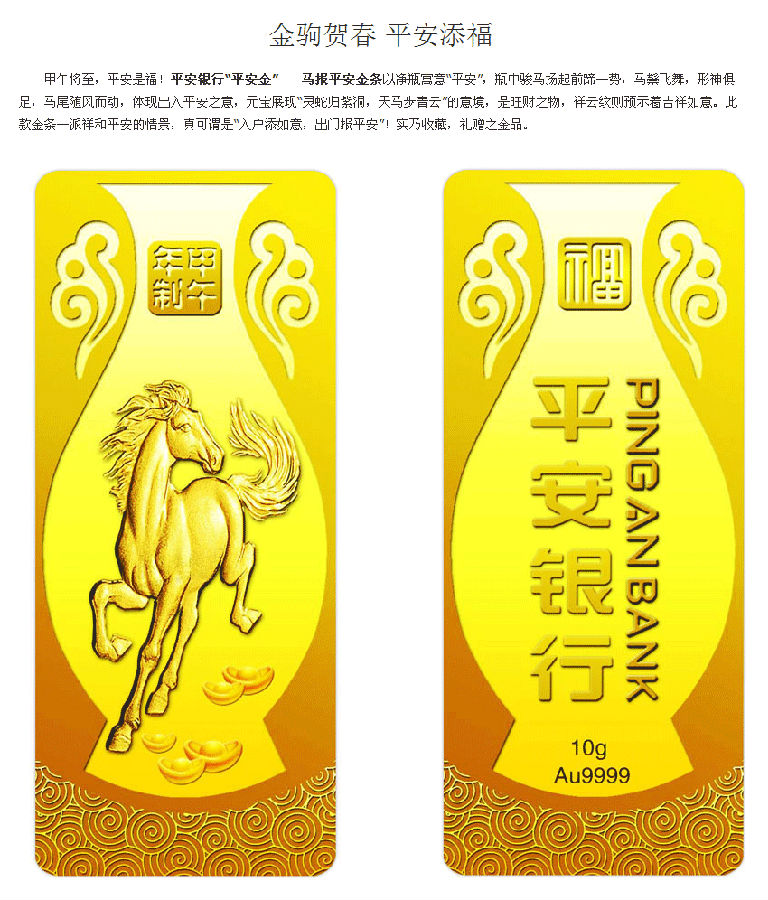 金驹贺春 平安添福
甲午将至，平安是福！平安银行“平安金” 马报平安金条以净瓶寓意“平安”，瓶中骏马扬起前蹄一势，马鬃飞舞，形神俱
足，马尾随风而动，体现出入平安之意，元宝展现“灵蛇归紫洞，天马步青云”的意境，是旺财之物，祥云纹则预示着吉祥如意。此
款金条一派祥和平安的情景，真可谓是“入户添如意，出门报平安”！实乃收藏，礼赠之金品。
甲午
年制
福
平安银行
PING AN BANK
10g
Au9999